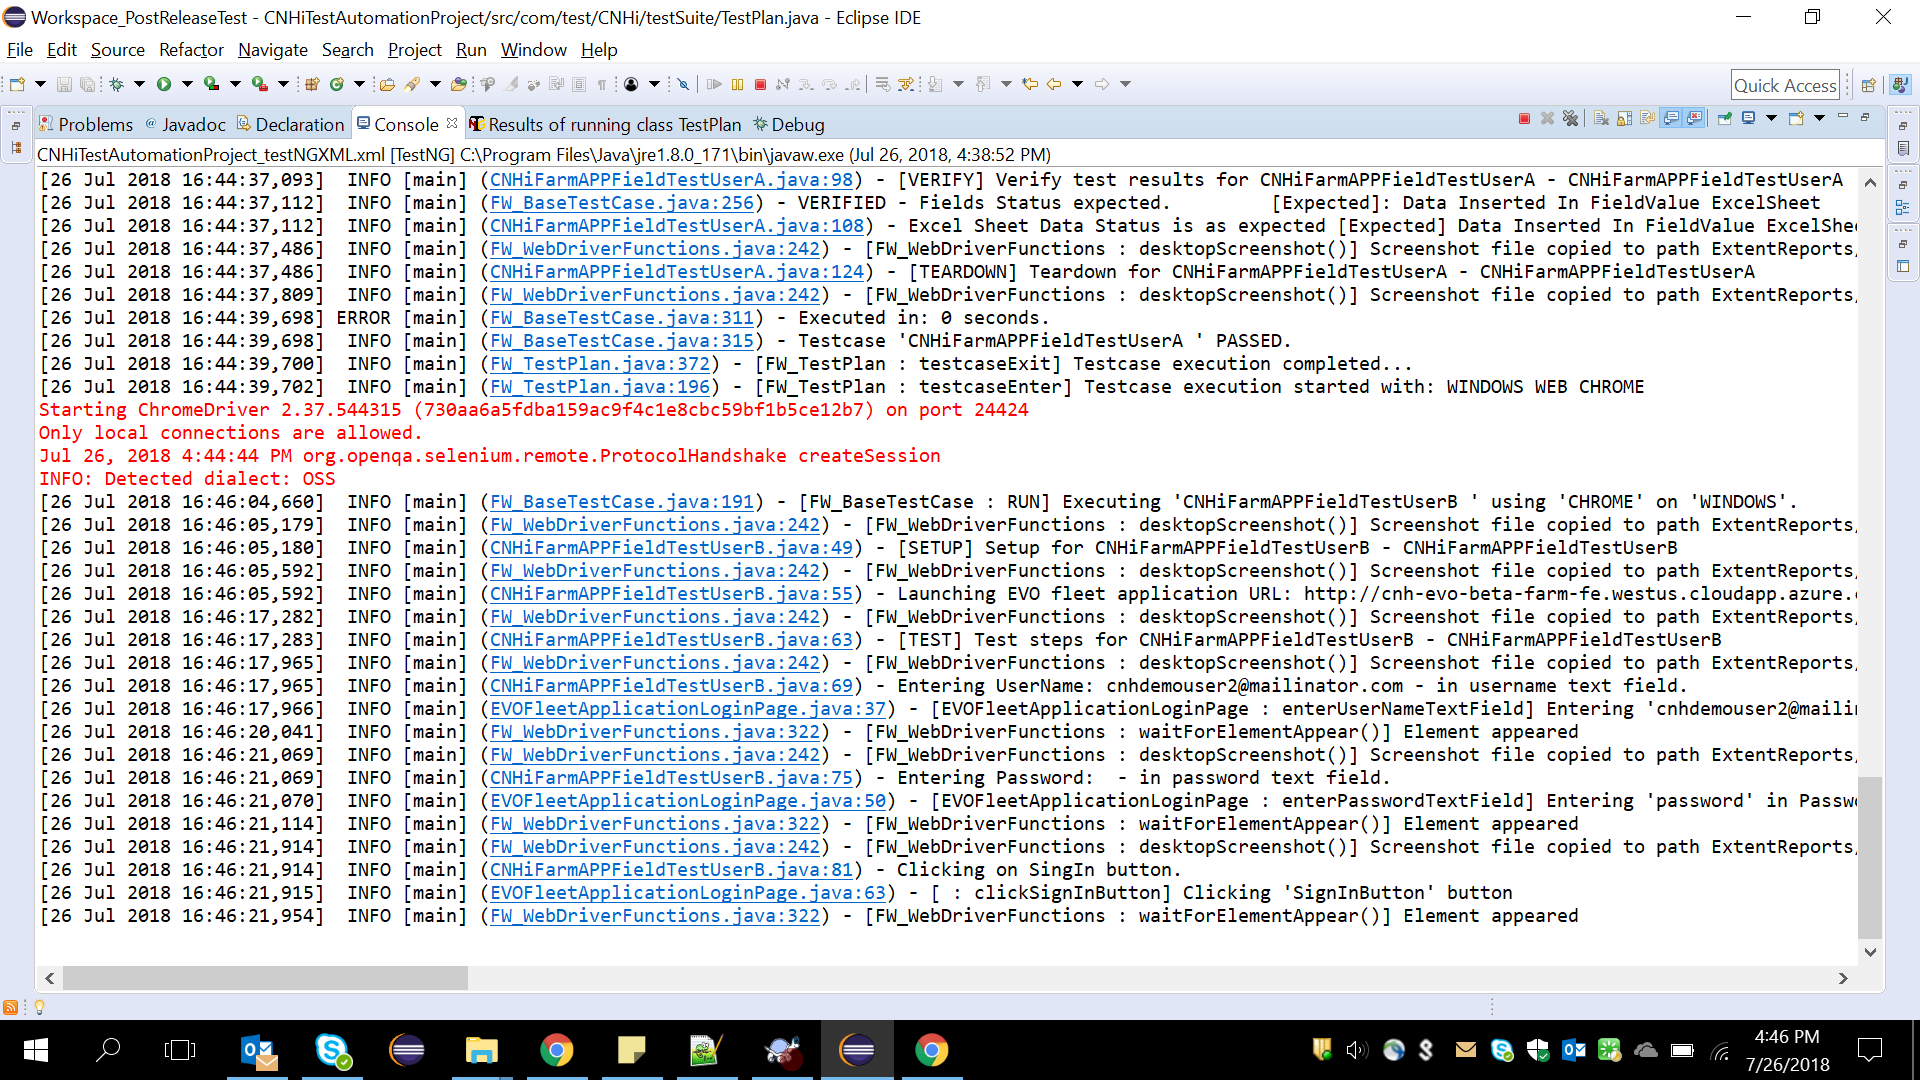 Workspace_PostReleaseTest - CNHiTestAutomationProject/src/com/test/CNHi/testSuite/TestPlan.java - Eclipse IDE
File Edit Source Refactor Navigate Search Project Run Window Help
Quick Access
Problems @ Javadoc Declaration Console Results of running class TestPlan Debug
CNHiTestAutomationProject_testNGXML.xml [TestNG] C:\Program Files\Java\jre1.8.0_171\bin\javaw.exe (Jul 26, 2018, 4:38:52 PM)
[26 Jul 2018 16:44:37,093]  INFO [main] (CNHiFarmAPPFieldTestUserA.java:98) - [VERIFY] Verify test results for CNHiFarmAPPFieldTestUserA - CNHiFarmAPPFieldTestUserA
[26 Jul 2018 16:44:37,112]  INFO [main] (FW_BaseTestCase.java:256) - VERIFIED - Fields Status expected.         [Expected]: Data Inserted In FieldValue ExcelSheet
[26 Jul 2018 16:44:37,112]  INFO [main] (CNHiFarmAPPFieldTestUserA.java:108) - Excel Sheet Data Status is as expected [Expected] Data Inserted In FieldValue ExcelShee
[26 Jul 2018 16:44:37,486]  INFO [main] (FW_WebDriverFunctions.java:242) - [FW_WebDriverFunctions : desktopScreenshot()] Screenshot file copied to path ExtentReports/
[26 Jul 2018 16:44:37,486]  INFO [main] (CNHiFarmAPPFieldTestUserA.java:124) - [TEARDOWN] Teardown for CNHiFarmAPPFieldTestUserA - CNHiFarmAPPFieldTestUserA
[26 Jul 2018 16:44:37,809]  INFO [main] (FW_WebDriverFunctions.java:242) - [FW_WebDriverFunctions : desktopScreenshot()] Screenshot file copied to path ExtentReports/
[26 Jul 2018 16:44:39,698] ERROR [main] (FW_BaseTestCase.java:311) - Executed in: 0 seconds.
[26 Jul 2018 16:44:39,698]  INFO [main] (FW_BaseTestCase.java:315) - Testcase 'CNHiFarmAPPFieldTestUserA ' PASSED.
[26 Jul 2018 16:44:39,700]  INFO [main] (FW_TestPlan.java:372) - [FW_TestPlan : testcaseExit] Testcase execution completed...
[26 Jul 2018 16:44:39,702]  INFO [main] (FW_TestPlan.java:196) - [FW_TestPlan : testcaseEnter] Testcase execution started with: WINDOWS WEB CHROME
Starting ChromeDriver 2.37.544315 (730aa6a5fdba159ac9f4c1e8cbc59bf1b5ce12b7) on port 24424
Only local connections are allowed.
Jul 26, 2018 4:44:44 PM org.openqa.selenium.remote.ProtocolHandshake createSession
INFO: Detected dialect: OSS
[26 Jul 2018 16:46:04,660]  INFO [main] (FW_BaseTestCase.java:191) - [FW_BaseTestCase : RUN] Executing 'CNHiFarmAPPFieldTestUserB ' using 'CHROME' on 'WINDOWS'.
[26 Jul 2018 16:46:05,179]  INFO [main] (FW_WebDriverFunctions.java:242) - [FW_WebDriverFunctions : desktopScreenshot()] Screenshot file copied to path ExtentReports/
[26 Jul 2018 16:46:05,180]  INFO [main] (CNHiFarmAPPFieldTestUserB.java:49) - [SETUP] Setup for CNHiFarmAPPFieldTestUserB - CNHiFarmAPPFieldTestUserB
[26 Jul 2018 16:46:05,592]  INFO [main] (FW_WebDriverFunctions.java:242) - [FW_WebDriverFunctions : desktopScreenshot()] Screenshot file copied to path ExtentReports/
[26 Jul 2018 16:46:05,592]  INFO [main] (CNHiFarmAPPFieldTestUserB.java:55) - Launching EVO fleet application URL: http://cnh-evo-beta-farm-fe.westus.cloudapp.azure.c
[26 Jul 2018 16:46:17,282]  INFO [main] (FW_WebDriverFunctions.java:242) - [FW_WebDriverFunctions : desktopScreenshot()] Screenshot file copied to path ExtentReports/
[26 Jul 2018 16:46:17,283]  INFO [main] (CNHiFarmAPPFieldTestUserB.java:63) - [TEST] Test steps for CNHiFarmAPPFieldTestUserB - CNHiFarmAPPFieldTestUserB
[26 Jul 2018 16:46:17,965]  INFO [main] (FW_WebDriverFunctions.java:242) - [FW_WebDriverFunctions : desktopScreenshot()] Screenshot file copied to path ExtentReports/
[26 Jul 2018 16:46:17,965]  INFO [main] (CNHiFarmAPPFieldTestUserB.java:69) - Entering UserName: cnhdemouser2@mailinator.com - in username text field.
[26 Jul 2018 16:46:17,966]  INFO [main] (EVOFleetApplicationLoginPage.java:37) - [EVOFleetApplicationLoginPage : enterUserNameTextField] Entering 'cnhdemouser2@mailin
[26 Jul 2018 16:46:20,041]  INFO [main] (FW_WebDriverFunctions.java:322) - [FW_WebDriverFunctions : waitForElementAppear()] Element appeared
[26 Jul 2018 16:46:21,069]  INFO [main] (FW_WebDriverFunctions.java:242) - [FW_WebDriverFunctions : desktopScreenshot()] Screenshot file copied to path ExtentReports/
[26 Jul 2018 16:46:21,069]  INFO [main] (CNHiFarmAPPFieldTestUserB.java:75) - Entering Password:  - in password text field.
[26 Jul 2018 16:46:21,070]  INFO [main] (EVOFleetApplicationLoginPage.java:50) - [EVOFleetApplicationLoginPage : enterPasswordTextField] Entering 'password' in Passwo
[26 Jul 2018 16:46:21,114]  INFO [main] (FW_WebDriverFunctions.java:322) - [FW_WebDriverFunctions : waitForElementAppear()] Element appeared
[26 Jul 2018 16:46:21,914]  INFO [main] (FW_WebDriverFunctions.java:242) - [FW_WebDriverFunctions : desktopScreenshot()] Screenshot file copied to path ExtentReports/
[26 Jul 2018 16:46:21,914]  INFO [main] (CNHiFarmAPPFieldTestUserB.java:81) - Clicking on SingIn button.
[26 Jul 2018 16:46:21,915]  INFO [main] (EVOFleetApplicationLoginPage.java:63) - [ : clickSignInButton] Clicking 'SignInButton' button
[26 Jul 2018 16:46:21,954]  INFO [main] (FW_WebDriverFunctions.java:322) - [FW_WebDriverFunctions : waitForElementAppear()] Element appeared
4:46 PM
7/26/2018